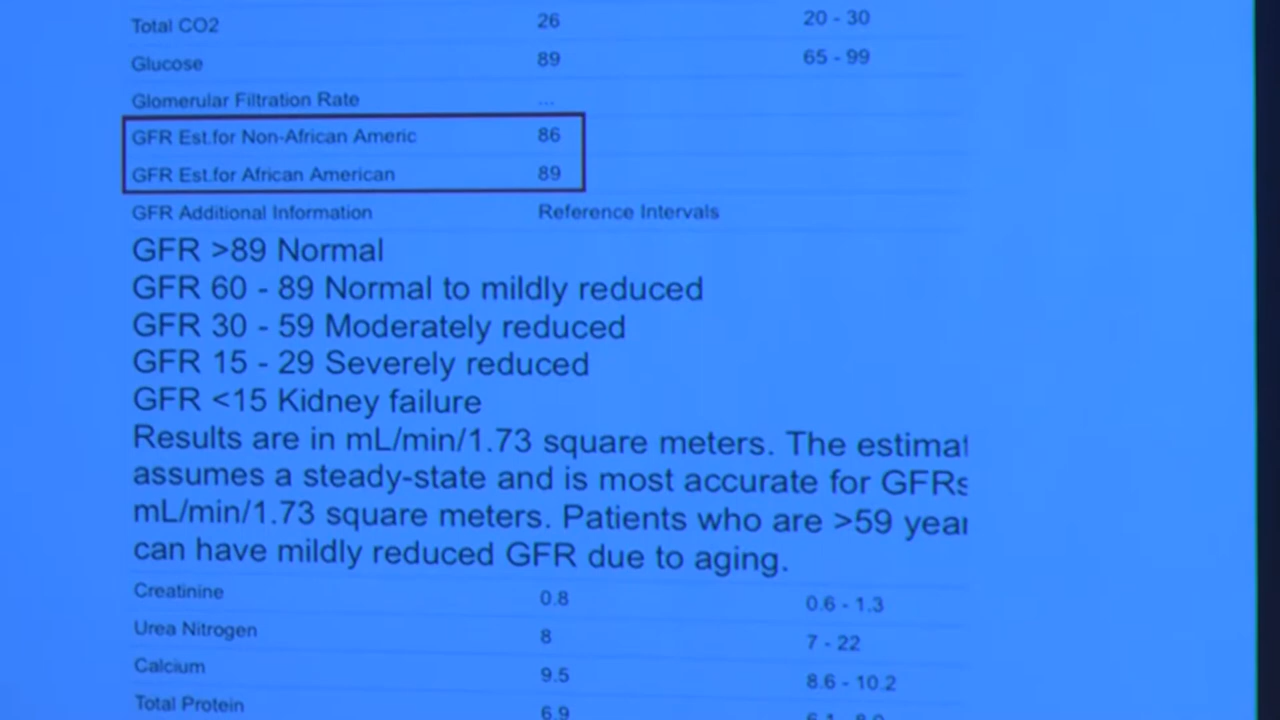 Total CO2 26 20 - 30
Glucose 89 65 - 99
Glomerular Filtration Rate ...
GFR Est.for Non-African Americ 86
GFR Est.for African American 89
GFR Additional Information Reference Intervals
GFR >89 Normal
GFR 60 - 89 Normal to mildly reduced
GFR 30 - 59 Moderately reduced
GFR 15 - 29 Severely reduced
GFR <15 Kidney failure
Results are in mL/min/1.73 square meters. The estimat
assumes a steady-state and is most accurate for GFRs
mL/min/1.73 square meters. Patients who are >59 year
can have mildly reduced GFR due to aging.
Creatinine 0.8 0.6 - 1.3
Urea Nitrogen 8 7 - 22
Calcium 9.5 8.6 - 10.2
Total Protein 6.9